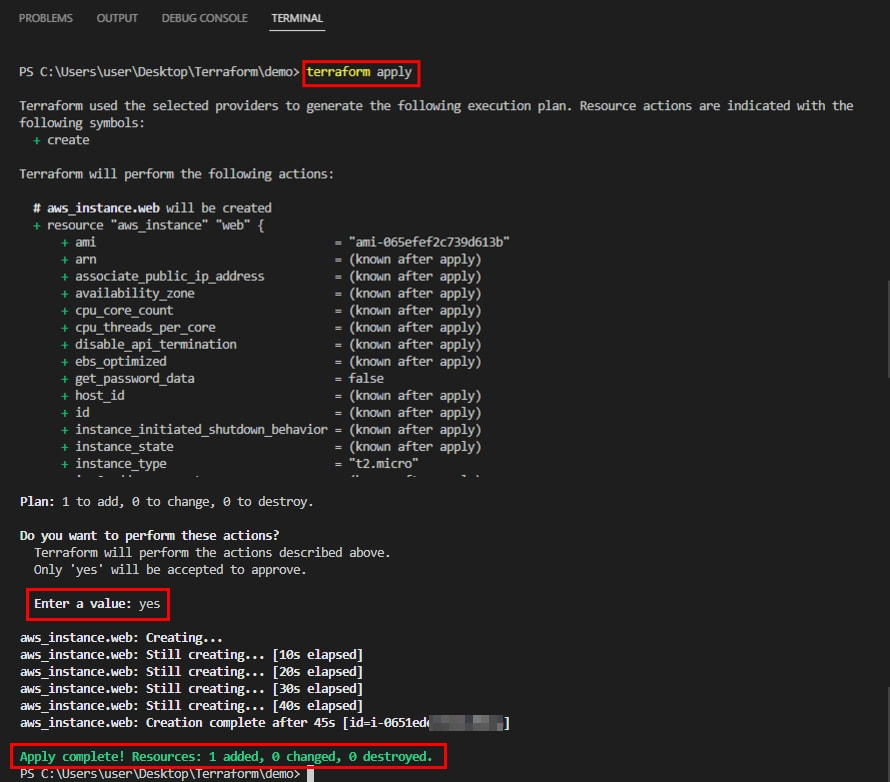 PROBLEMS OUTPUT DEBUG CONSOLE TERMINAL
PS C:\Users\user\Desktop\Terraform\demo> terraform apply
Terraform used the selected providers to generate the following execution plan. Resource actions are indicated with the
following symbols:
+ create
Terraform will perform the following actions:
# aws_instance.web will be created
+ resource "aws_instance" "web" {
+ ami = "ami-065efef2c739d613b"
+ arn = (known after apply)
+ associate_public_ip_address = (known after apply)
+ availability_zone = (known after apply)
+ cpu_core_count = (known after apply)
+ cpu_threads_per_core = (known after apply)
+ disable_api_termination = (known after apply)
+ ebs_optimized = (known after apply)
+ get_password_data = false
+ host_id = (known after apply)
+ id = (known after apply)
+ instance_initiated_shutdown_behavior = (known after apply)
+ instance_state = (known after apply)
+ instance_type = "t2.micro"
Plan: 1 to add, 0 to change, 0 to destroy.
Do you want to perform these actions?
Terraform will perform the actions described above.
Only 'yes' will be accepted to approve.
Enter a value: yes
aws_instance.web: Creating...
aws_instance.web: Still creating... [10s elapsed]
aws_instance.web: Still creating... [20s elapsed]
aws_instance.web: Still creating... [30s elapsed]
aws_instance.web: Still creating... [40s elapsed]
aws_instance.web: Creation complete after 45s [id=i-0651ed ]
Apply complete! Resources: 1 added, 0 changed, 0 destroyed.
PS C:\Users\user\Desktop\Terraform\demo>